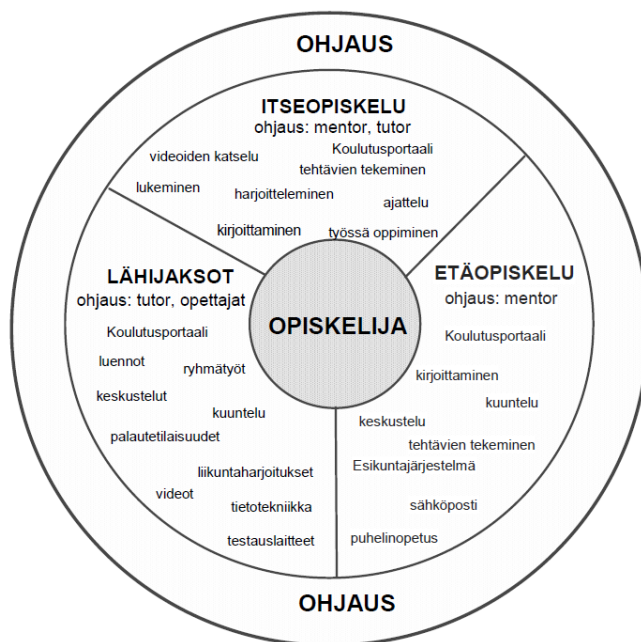 OHJAUS
ITSEOPISKELU
ohjaus: mentor, tutor
Koulutusportaali
videoiden katselu
tehtävien tekeminen
lukeminen
harjoitteleminen
ajattelu
kirjoittaminen
työssä oppiminen
LÄHIJAKSOT
ohjaus: tutor, opettajat
Koulutusportaali
luennot
ryhmätyöt
keskustelut
kuuntelu
palautetilaisuudet
liikuntaharjoitukset
videot
tietotekniikka
testauslaitteet
OPISKELIJA
ETÄOPISKELU
ohjaus: mentor
Koulutusportaali
kirjoittaminen
kuuntelu
keskustelu
tehtävien tekeminen
Esikuntajärjestelmä
sähköposti
puhelinopetus
OHJAUS